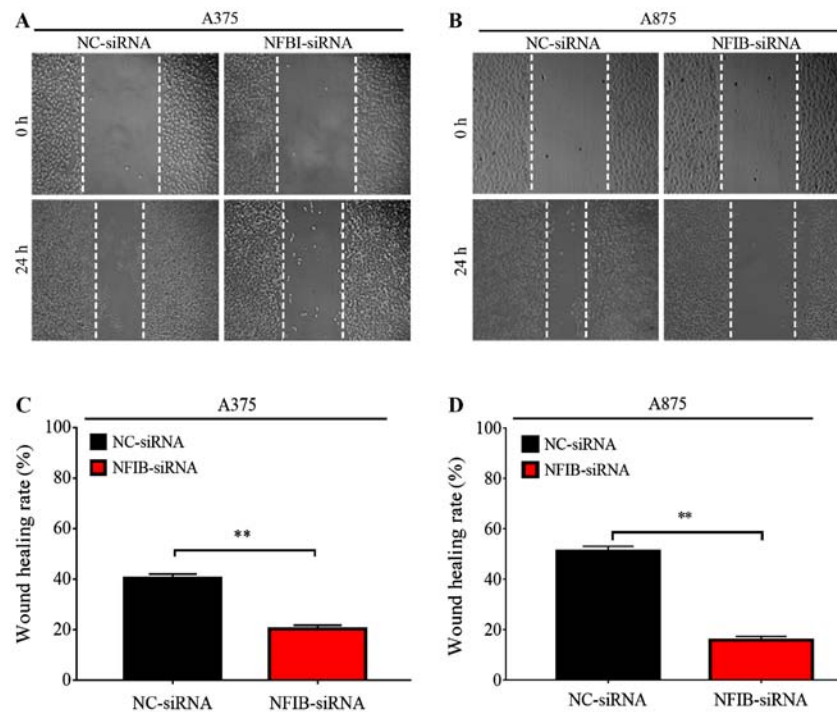 A
A375
NC-siRNA
NFBI-siRNA
0 h
24 h
B
A875
NC-siRNA
NFIB-siRNA
0 h
24 h
C
A375
Wound healing rate (%)
100
80
60
40
20
0
NC-siRNA
NFIB-siRNA
**
NC-siRNA
NFIB-siRNA
D
A875
Wound healing rate (%)
100
80
60
40
20
0
NC-siRNA
NFIB-siRNA
**
NC-siRNA
NFIB-siRNA